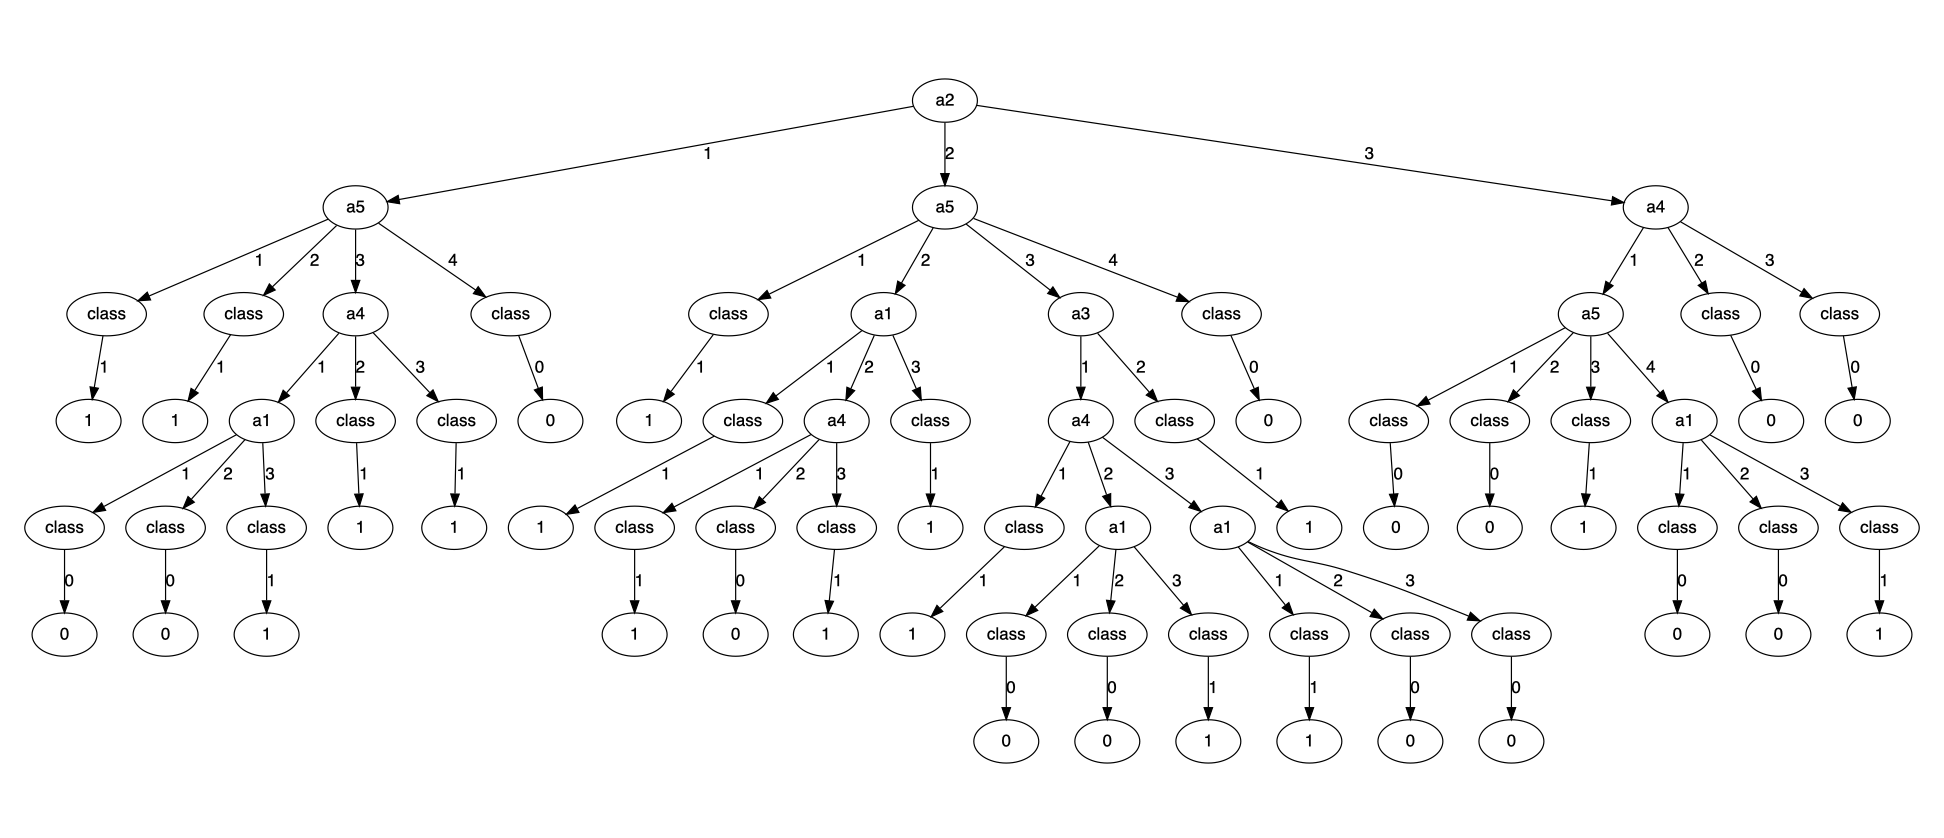 a2
1 2 3
a5 a5 a4
1 2 3 4 1 2 3 4 1 2 3
class class a4 class class a1 a3 class a5 class class
1 1 1 2 3 0 1 1 2 3 1 2 0 1 2 3 4 0 0
1 1 a1 class class 0 1 class a4 class a4 class 0 class class class a1 0 0
1 2 3 1 1 1 1 2 3 1 1 2 3 1 0 0 1 1 2 3
class class class 1 1 1 class class class 1 class a1 a1 1 0 0 1 class class class
0 0 1 1 0 1 1 1 2 3 1 2 3 0 0 1
0 0 1 1 0 1 1 class class class class class class 0 0 1
0 0 1 1 0 0
0 0 1 1 0 0